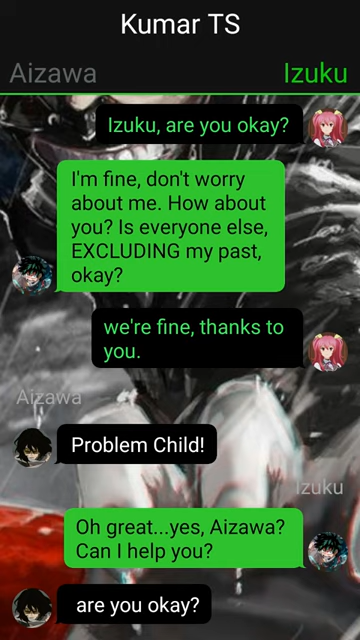 Kumar TS
Aizawa
Izuku
Izuku, are you okay?
I'm fine, don't worry
about me. How about
you? Is everyone else,
EXCLUDING my past,
okay?
we're fine, thanks to
you.
Aizawa
Problem Child!
Izuku
Oh great...yes, Aizawa?
Can I help you?
are you okay?